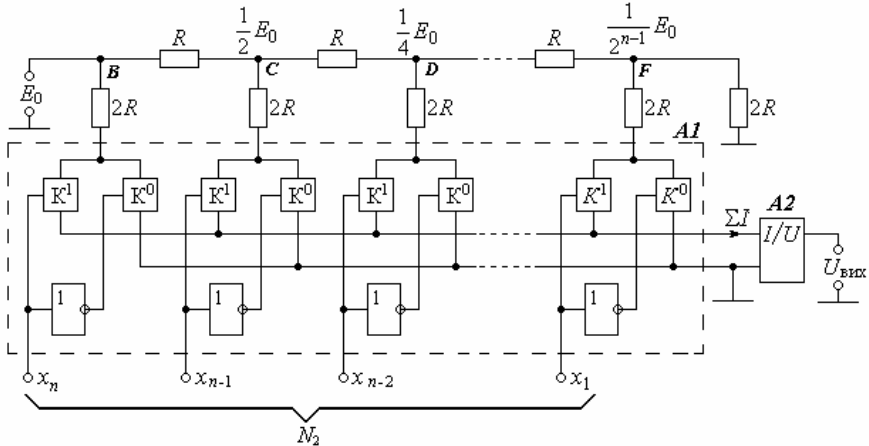 R 1/2 E₀ R 1/4 E₀ R 1/2ⁿ⁻¹ E₀
B C D F
E₀ 2R 2R 2R 2R 2R
A1
K¹ K⁰ K¹ K⁰ K¹ K⁰ K¹ K⁰
ΣI A2
I/U
Uвих
1 1 1 1
xₙ xₙ₋₁ xₙ₋₂ x₁
N₂